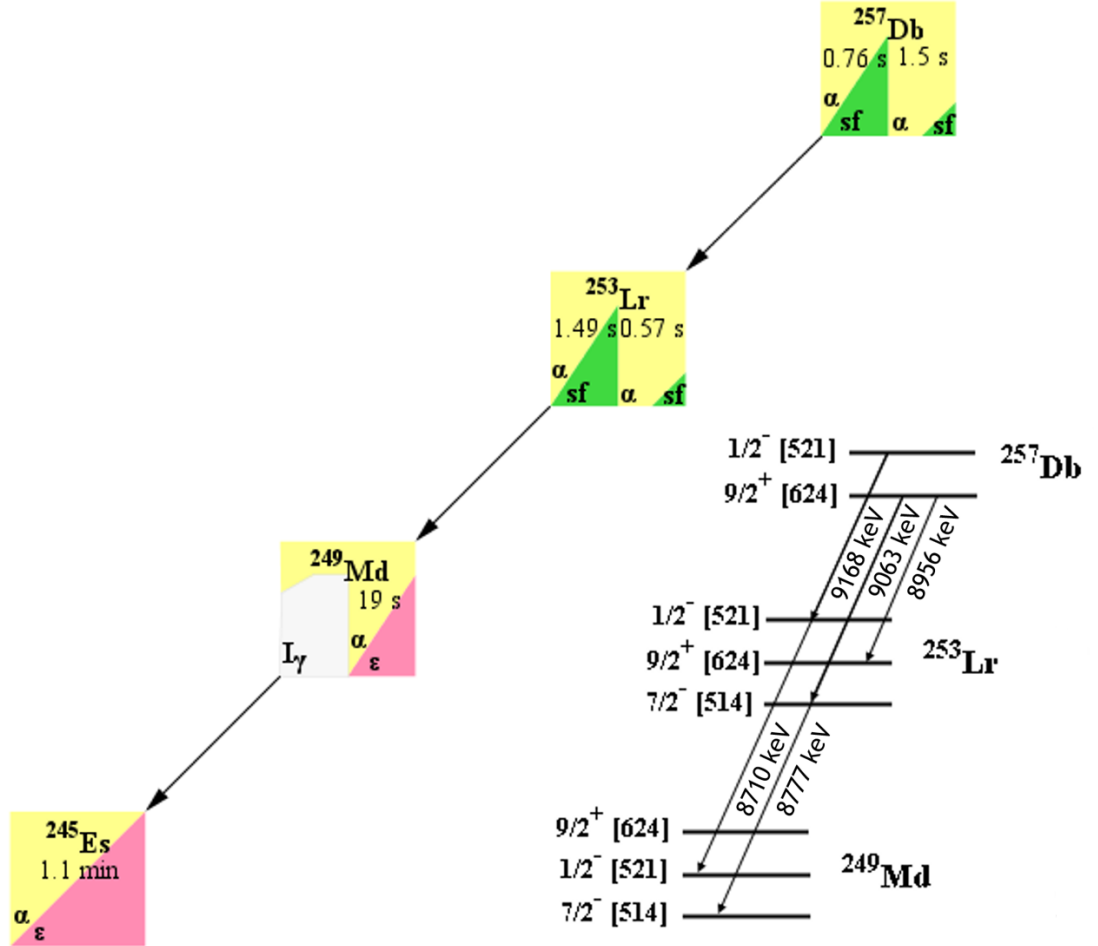 ²⁵⁷Db
0.76 s 1.5 s
α sf α sf
²⁵³Lr
1.49 s 0.57 s
α sf α sf
²⁴⁹Md
19 s
Iγ α ε
²⁴⁵Es
1.1 min
α ε
1/2⁻ [521]
²⁵⁷Db
9/2⁺ [624]
9168 keV
9063 keV
8956 keV
1/2⁻ [521]
9/2⁺ [624]
²⁵³Lr
7/2⁻ [514]
8710 keV
8777 keV
9/2⁺ [624]
1/2⁻ [521]
²⁴⁹Md
7/2⁻ [514]